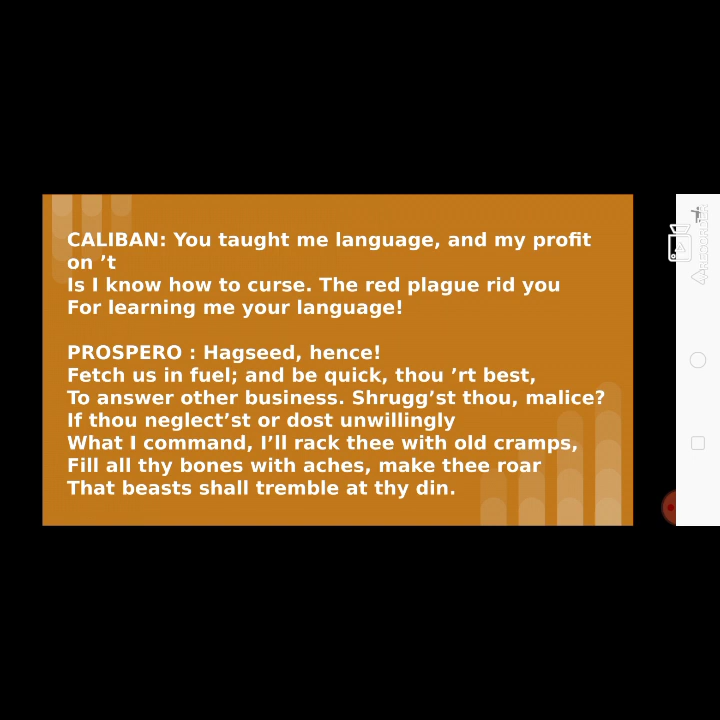 CALIBAN: You taught me language, and my profit
on ’t
Is I know how to curse. The red plague rid you
For learning me your language!
PROSPERO : Hagseed, hence!
Fetch us in fuel; and be quick, thou ’rt best,
To answer other business. Shrugg’st thou, malice?
If thou neglect’st or dost unwillingly
What I command, I’ll rack thee with old cramps,
Fill all thy bones with aches, make thee roar
That beasts shall tremble at thy din.
RECORDER